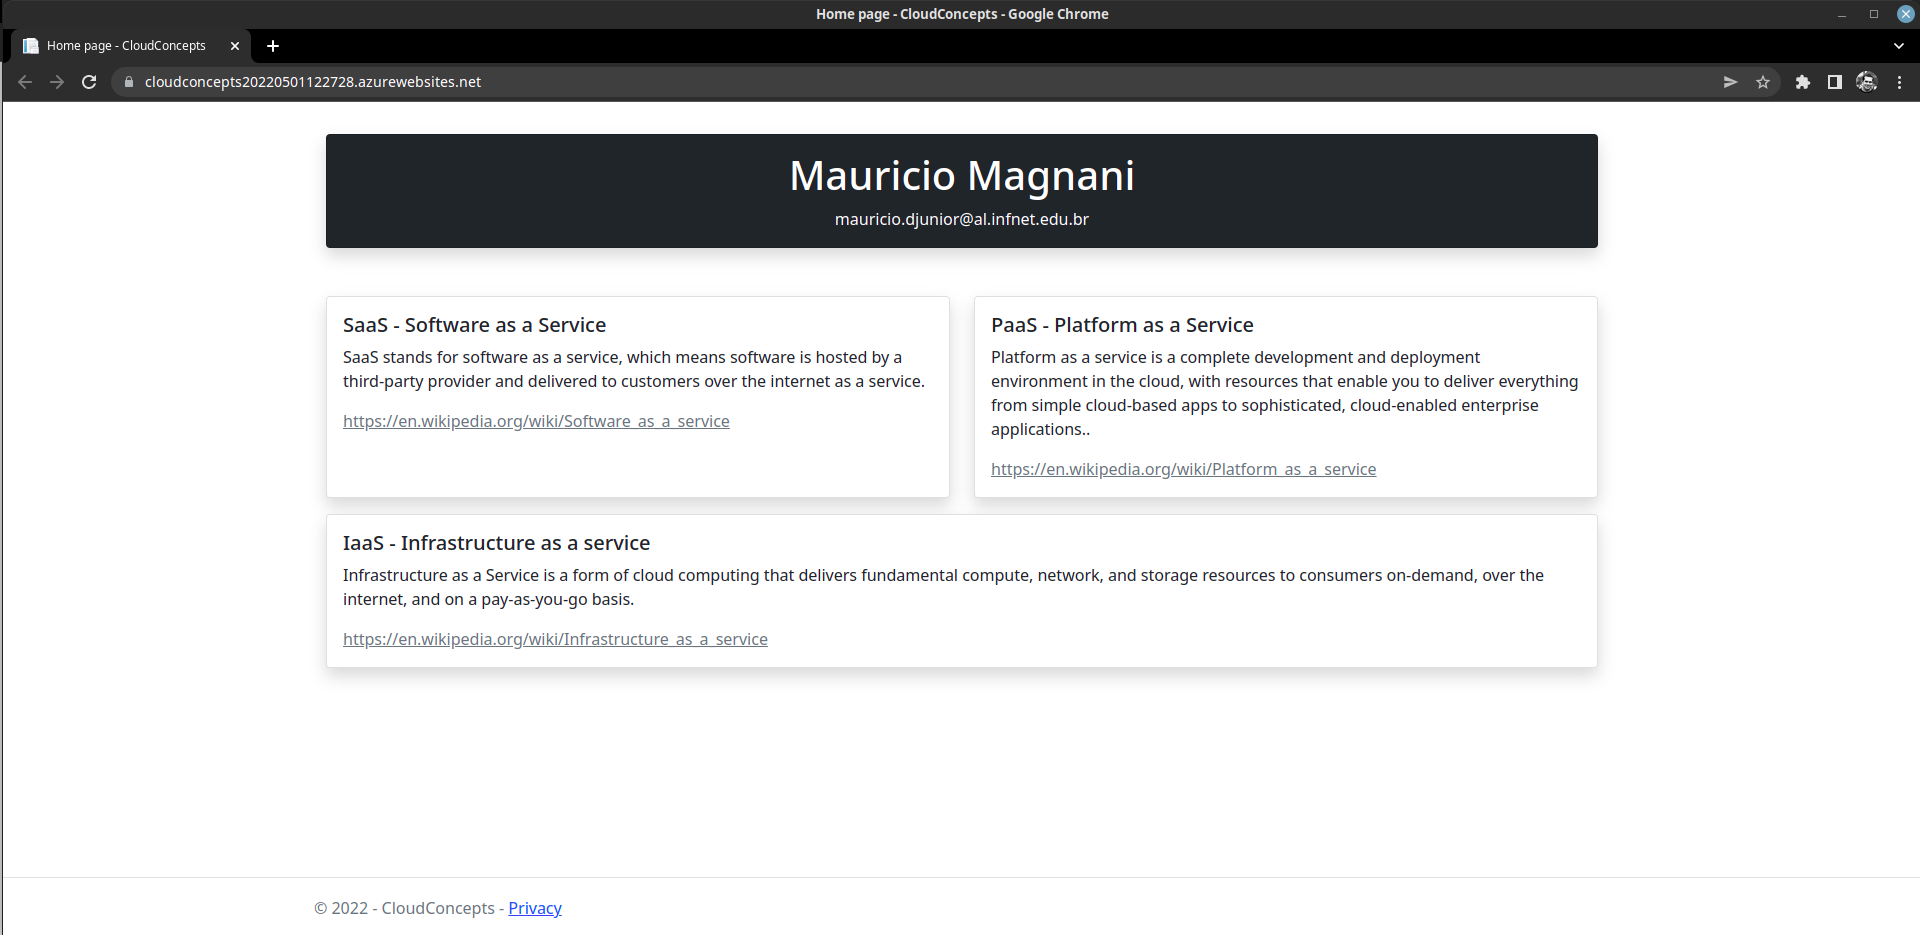 Home page - CloudConcepts - Google Chrome
Home page - CloudConcepts
cloudconcepts20220501122728.azurewebsites.net
Mauricio Magnani
mauricio.djunior@al.infnet.edu.br
SaaS - Software as a Service
SaaS stands for software as a service, which means software is hosted by a
third-party provider and delivered to customers over the internet as a service.
https://en.wikipedia.org/wiki/Software_as_a_service
PaaS - Platform as a Service
Platform as a service is a complete development and deployment
environment in the cloud, with resources that enable you to deliver everything
from simple cloud-based apps to sophisticated, cloud-enabled enterprise
applications..
https://en.wikipedia.org/wiki/Platform_as_a_service
IaaS - Infrastructure as a service
Infrastructure as a Service is a form of cloud computing that delivers fundamental compute, network, and storage resources to consumers on-demand, over the
internet, and on a pay-as-you-go basis.
https://en.wikipedia.org/wiki/Infrastructure_as_a_service
© 2022 - CloudConcepts - Privacy